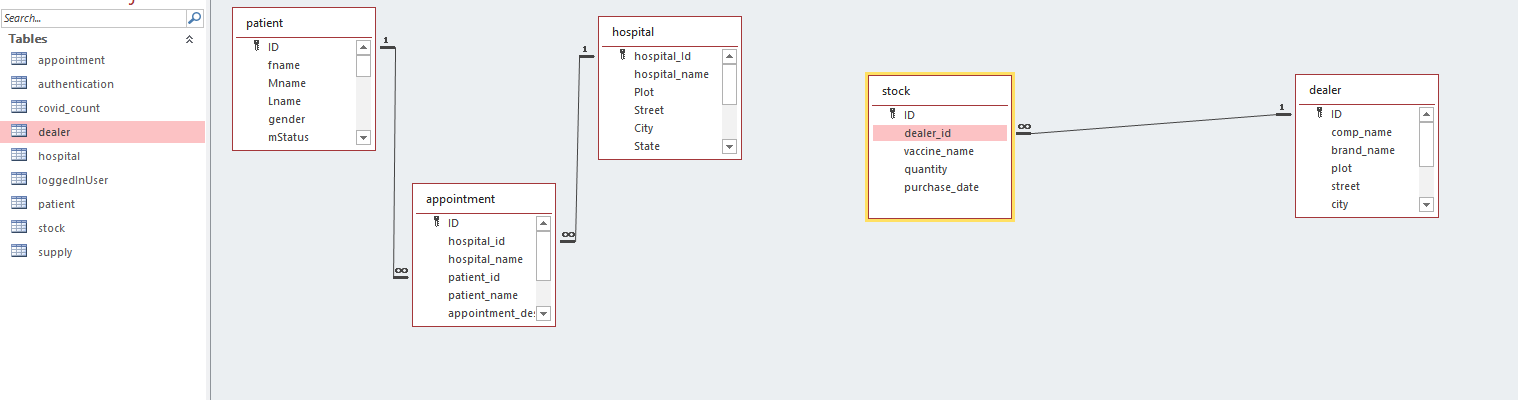 Search...
Tables
appointment
authentication
covid_count
dealer
hospital
loggedInUser
patient
stock
supply
patient
ID
fname
Mname
Lname
gender
mStatus
1
∞
appointment
ID
hospital_id
hospital_name
patient_id
patient_name
appointment_des
∞
1
hospital
hospital_Id
hospital_name
Plot
Street
City
State
stock
ID
dealer_id
vaccine_name
quantity
purchase_date
∞
1
dealer
ID
comp_name
brand_name
plot
street
city